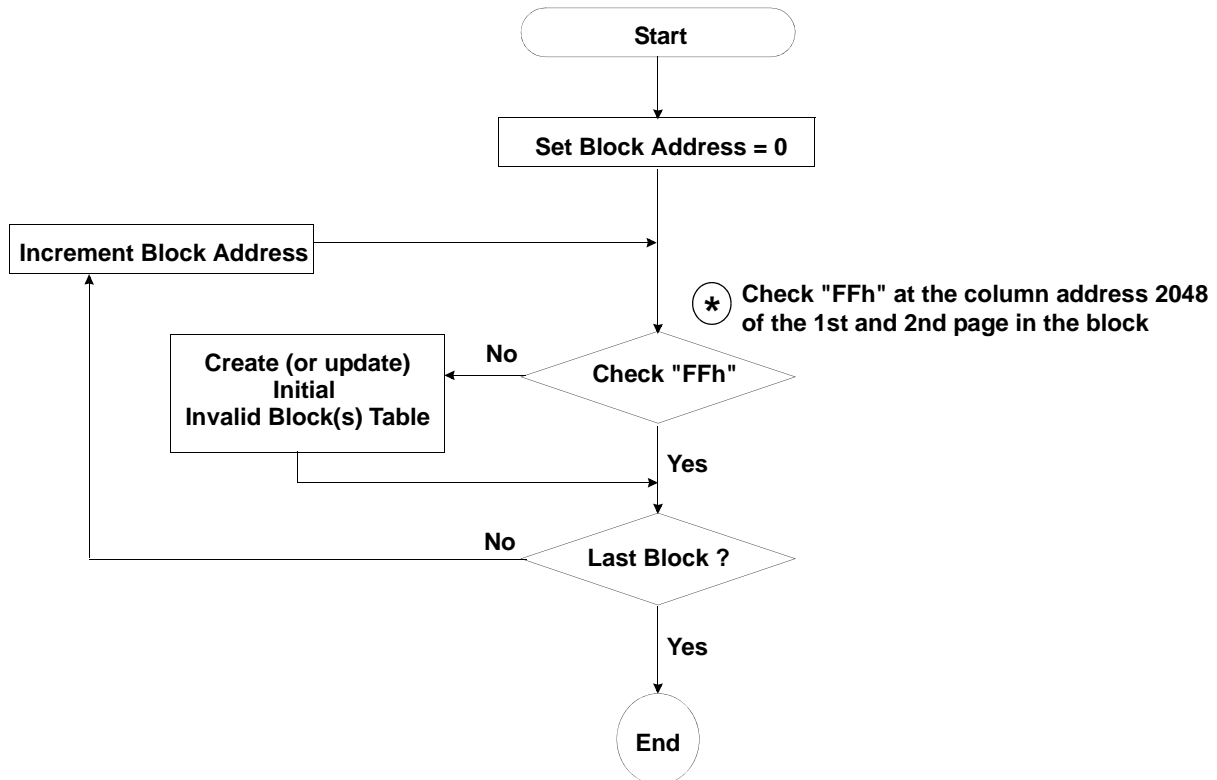 Start
Set Block Address = 0
Increment Block Address
*
Check "FFh" at the column address 2048
of the 1st and 2nd page in the block
No
Create (or update)
Initial
Invalid Block(s) Table
Check "FFh"
Yes
No
Last Block ?
Yes
End